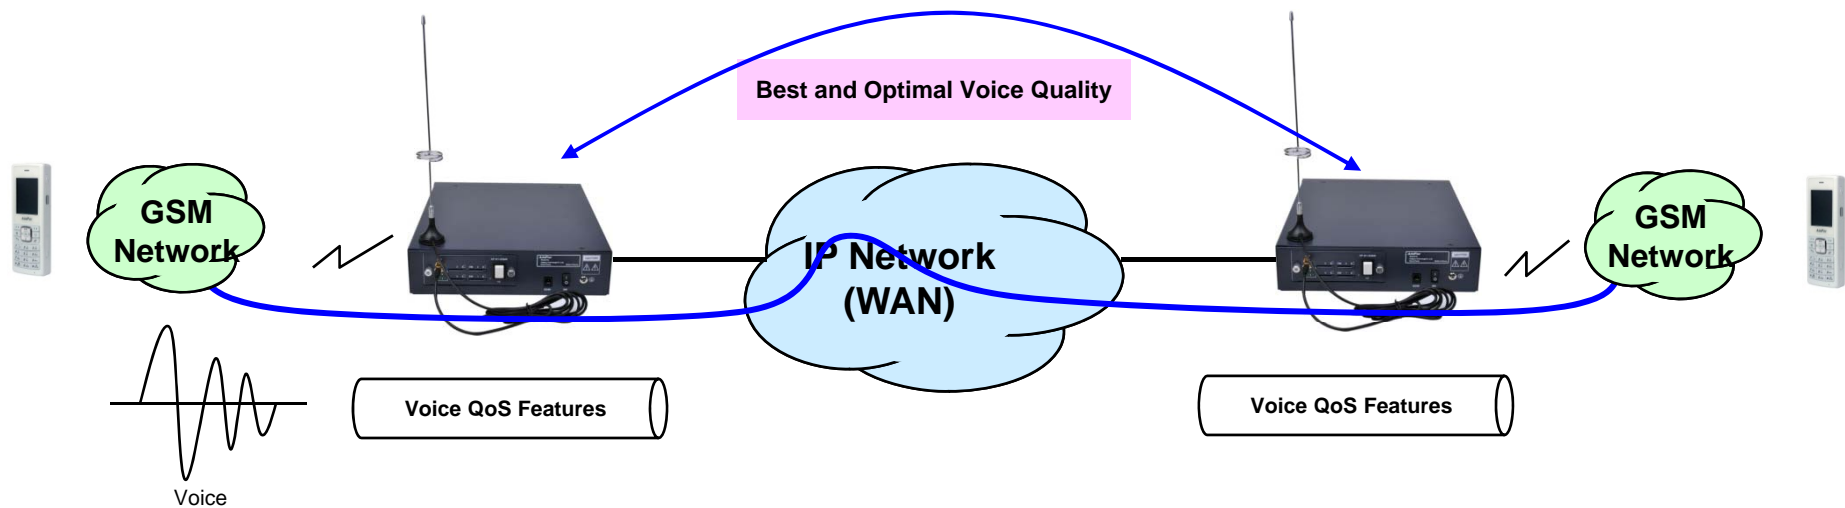 Best and Optimal Voice Quality
GSM
Network
IP Network
(WAN)
GSM
Network
Voice QoS Features
Voice QoS Features
Voice